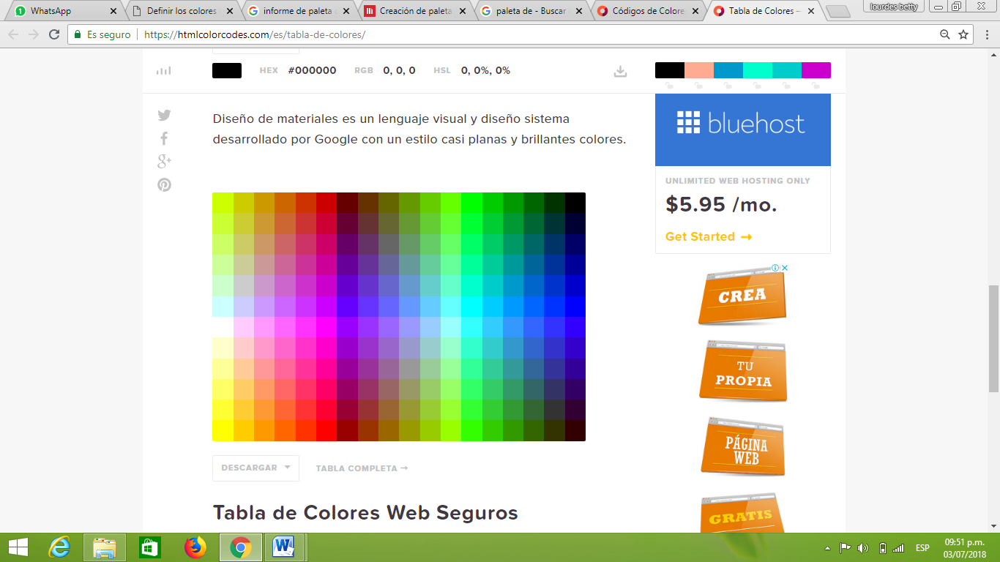 WhatsApp
Definir los colores
informe de paleta
Creación de paleta
paleta de - Buscar
Códigos de Colore
Tabla de Colores –
lourdes betty
Es seguro
https://htmlcolorcodes.com/es/tabla-de-colores/
HEX #000000 RGB 0, 0, 0 HSL 0, 0%, 0%
Diseño de materiales es un lenguaje visual y diseño sistema
desarrollado por Google con un estilo casi planas y brillantes colores.
bluehost
UNLIMITED WEB HOSTING ONLY
$5.95 /mo.
Get Started →
CREA
TU
PROPIA
PÁGINA
WEB
GRATIS
DESCARGAR
TABLA COMPLETA →
Tabla de Colores Web Seguros
ESP
09:51 p.m.
03/07/2018